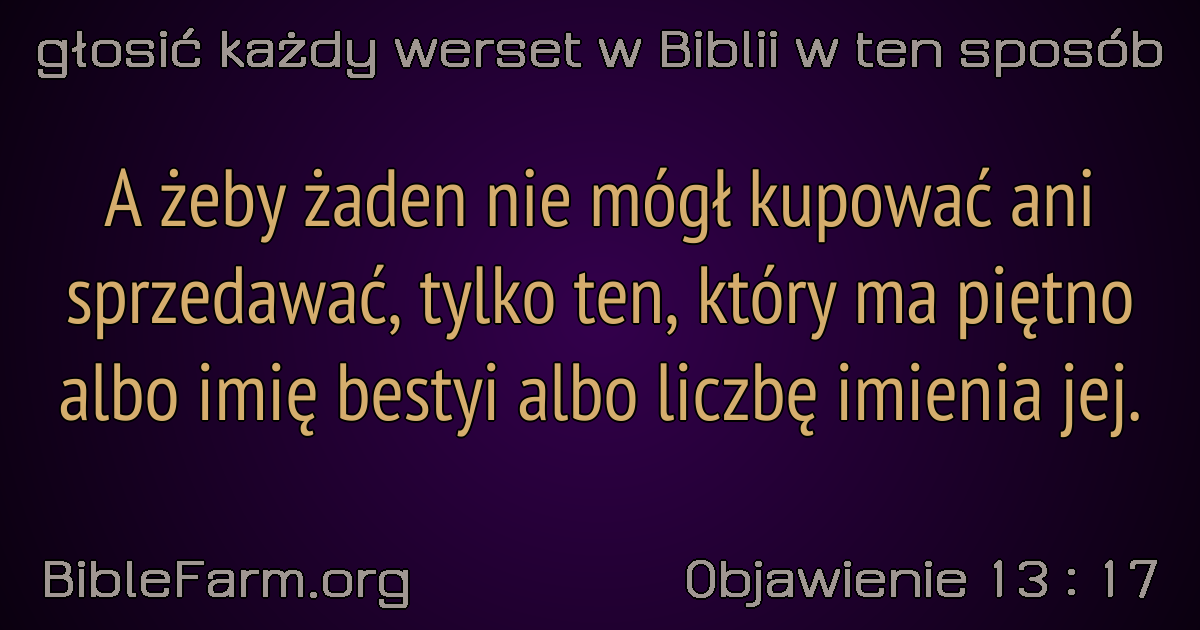 głosić każdy werset w Biblii w ten sposób
A żeby żaden nie mógł kupować ani
sprzedawać, tylko ten, który ma piętno
albo imię bestyi albo liczbę imienia jej.
BibleFarm.org
Objawienie 13 : 17